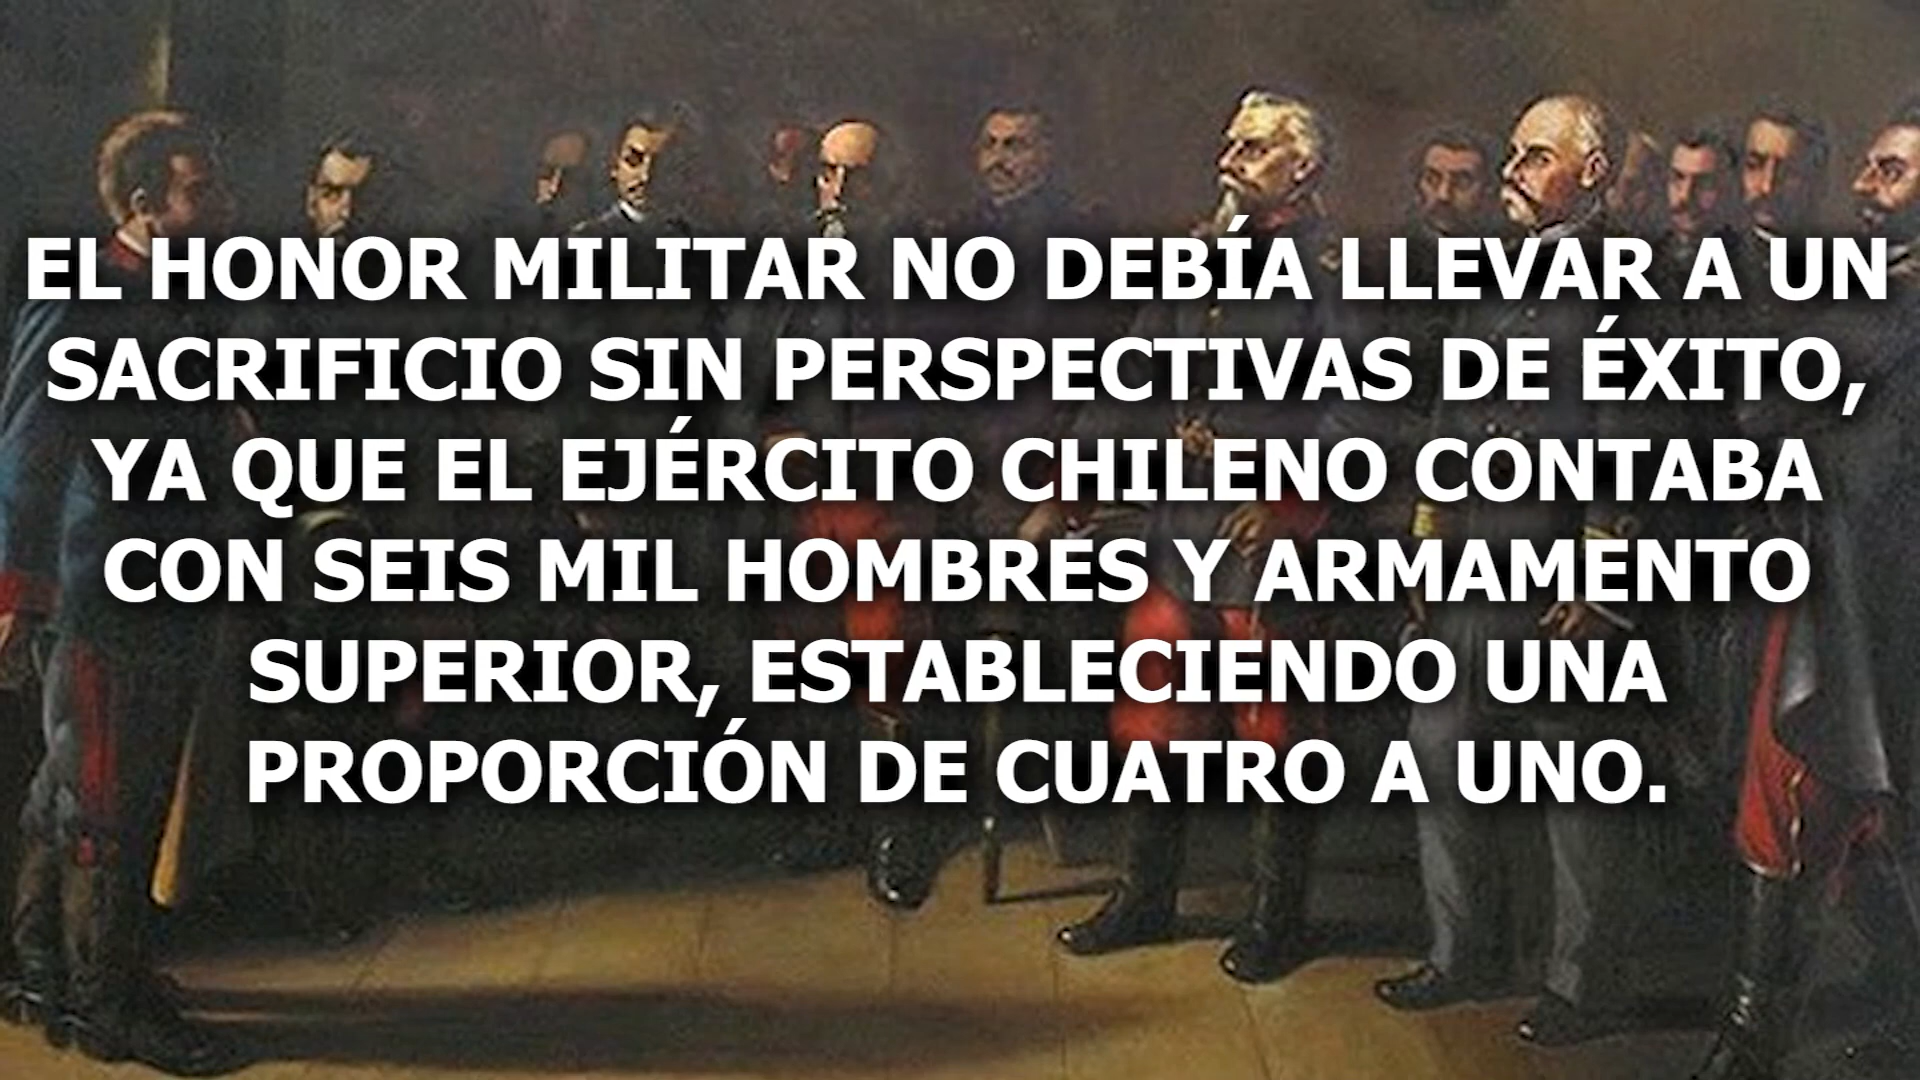 EL HONOR MILITAR NO DEBÍA LLEVAR A UN
SACRIFICIO SIN PERSPECTIVAS DE ÉXITO,
YA QUE EL EJÉRCITO CHILENO CONTABA
CON SEIS MIL HOMBRES Y ARMAMENTO
SUPERIOR, ESTABLECIENDO UNA
PROPORCIÓN DE CUATRO A UNO.